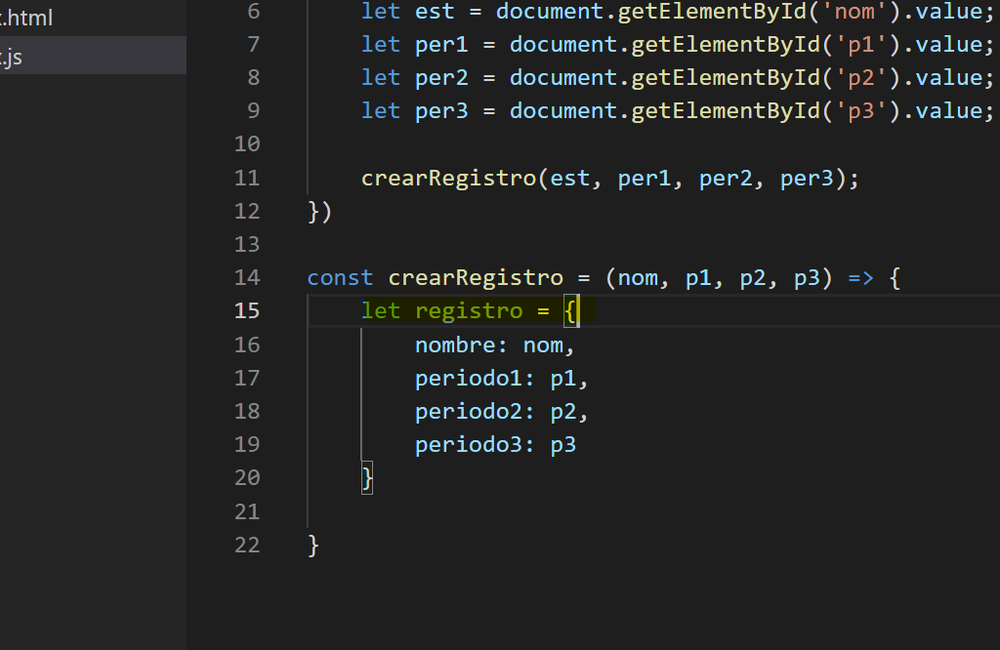 .html
.js
6 let est = document.getElementById('nom').value;
7 let per1 = document.getElementById('p1').value;
8 let per2 = document.getElementById('p2').value;
9 let per3 = document.getElementById('p3').value;
10
11 crearRegistro(est, per1, per2, per3);
12 })
13
14 const crearRegistro = (nom, p1, p2, p3) => {
15 let registro = {
16 nombre: nom,
17 periodo1: p1,
18 periodo2: p2,
19 periodo3: p3
20 }
21
22 }